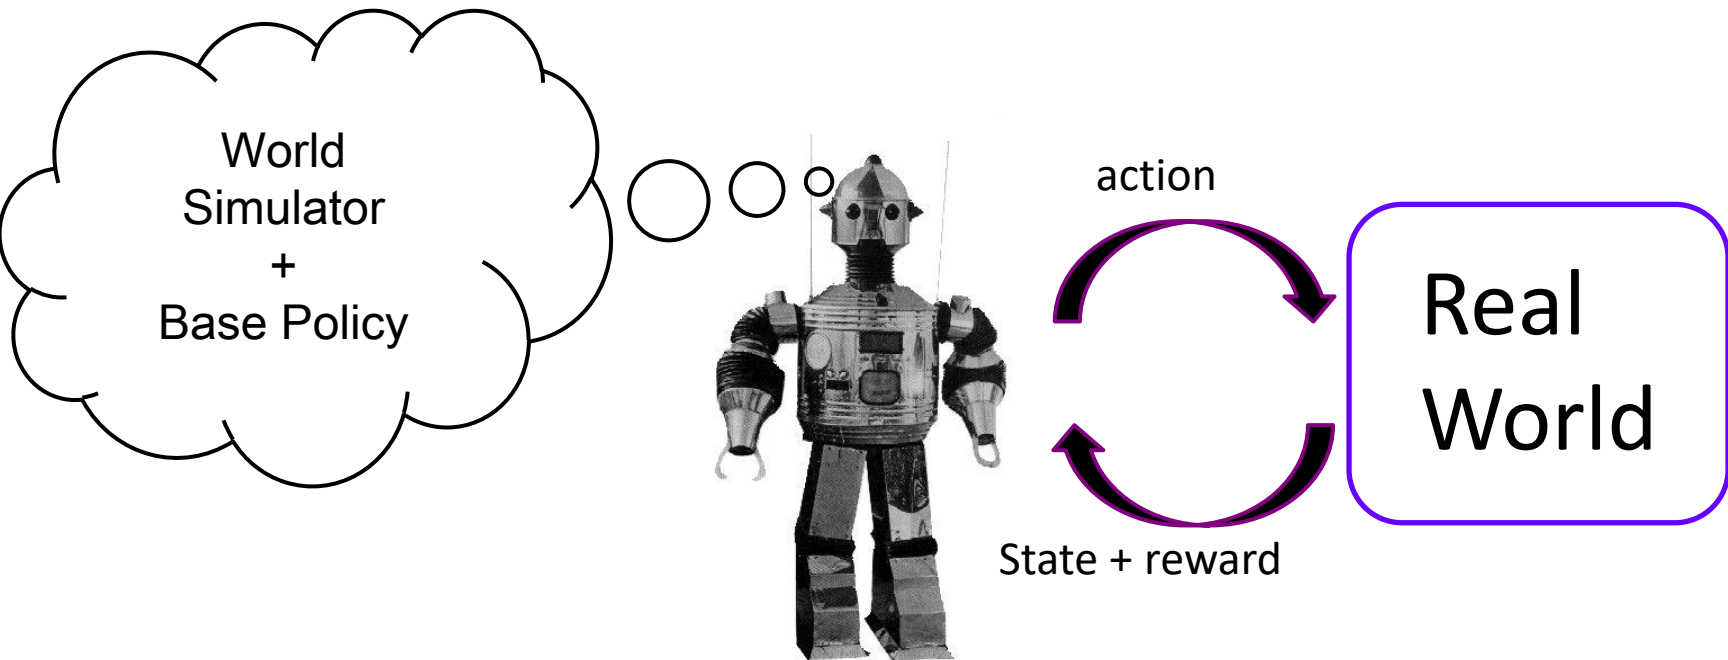 World
Simulator
+
Base Policy
action
Real
World
State + reward